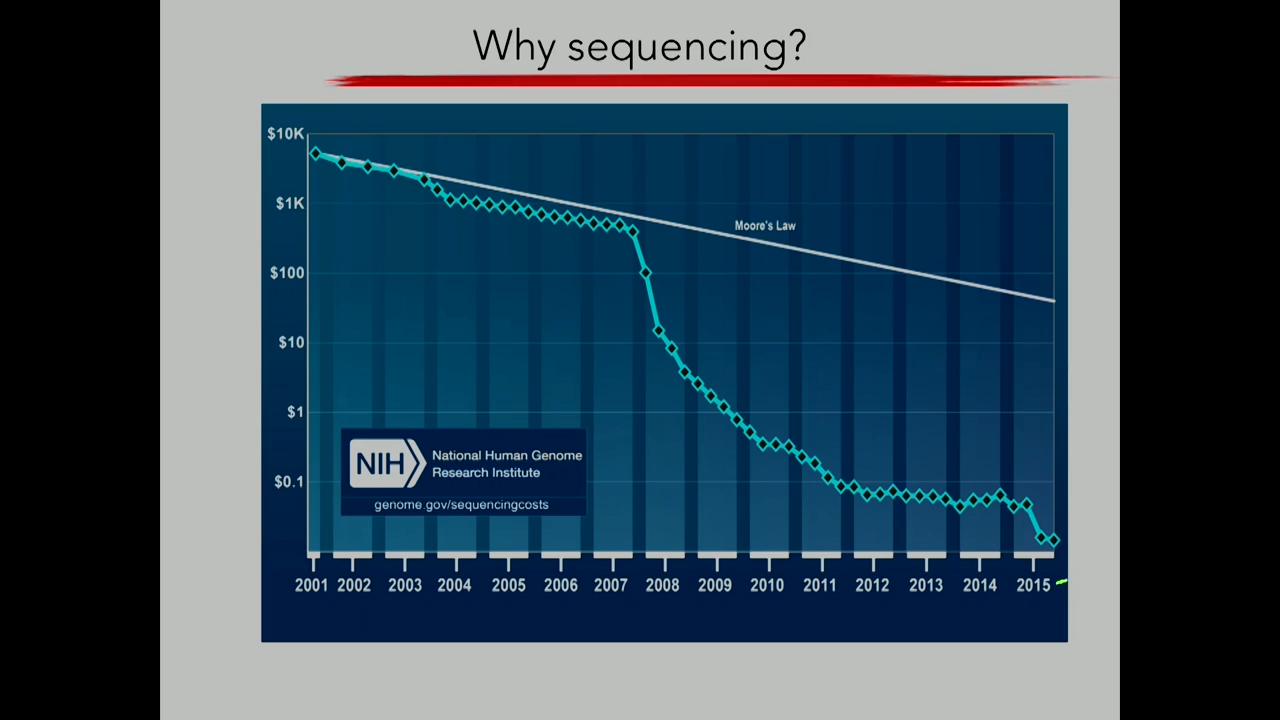 Why sequencing?
$10K
$1K
$100
$10
$1
$0.1
Moore's Law
NIH
National Human Genome
Research Institute
genome.gov/sequencingcosts
2001 2002 2003 2004 2005 2006 2007 2008 2009 2010 2011 2012 2013 2014 2015